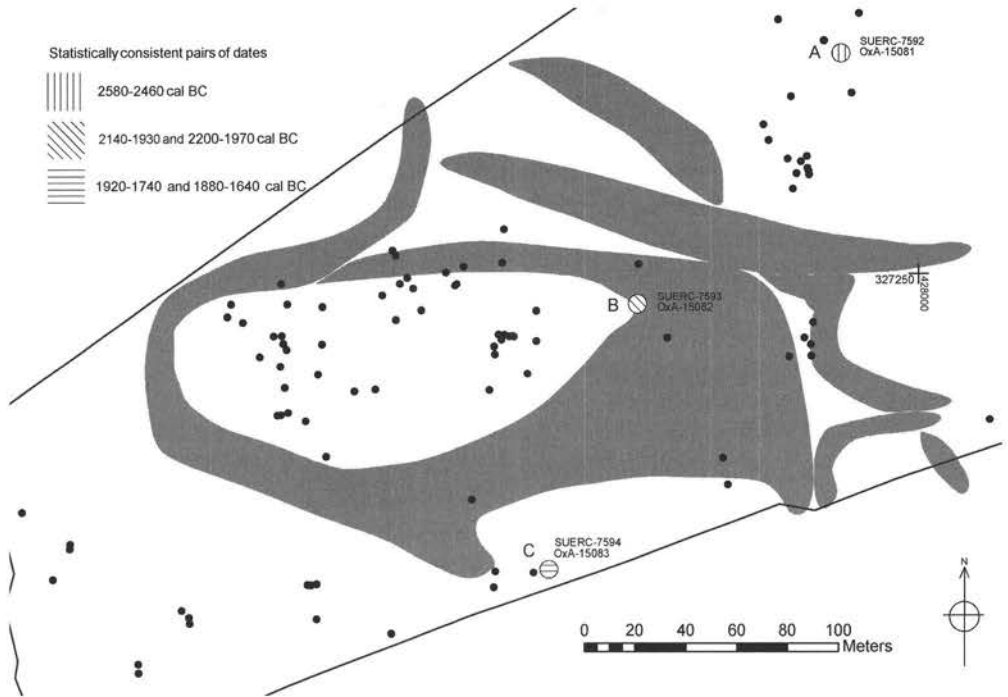 Statistically consistent pairs of dates
2580-2460 cal BC
2140-1930 and 2200-1970 cal BC
1920-1740 and 1880-1640 cal BC
A
SUERC-7592
OxA-15081
327250
428000
B
SUERC-7593
OxA-15082
C
SUERC-7594
OxA-15083
N
0 20 40 60 80 100
Meters